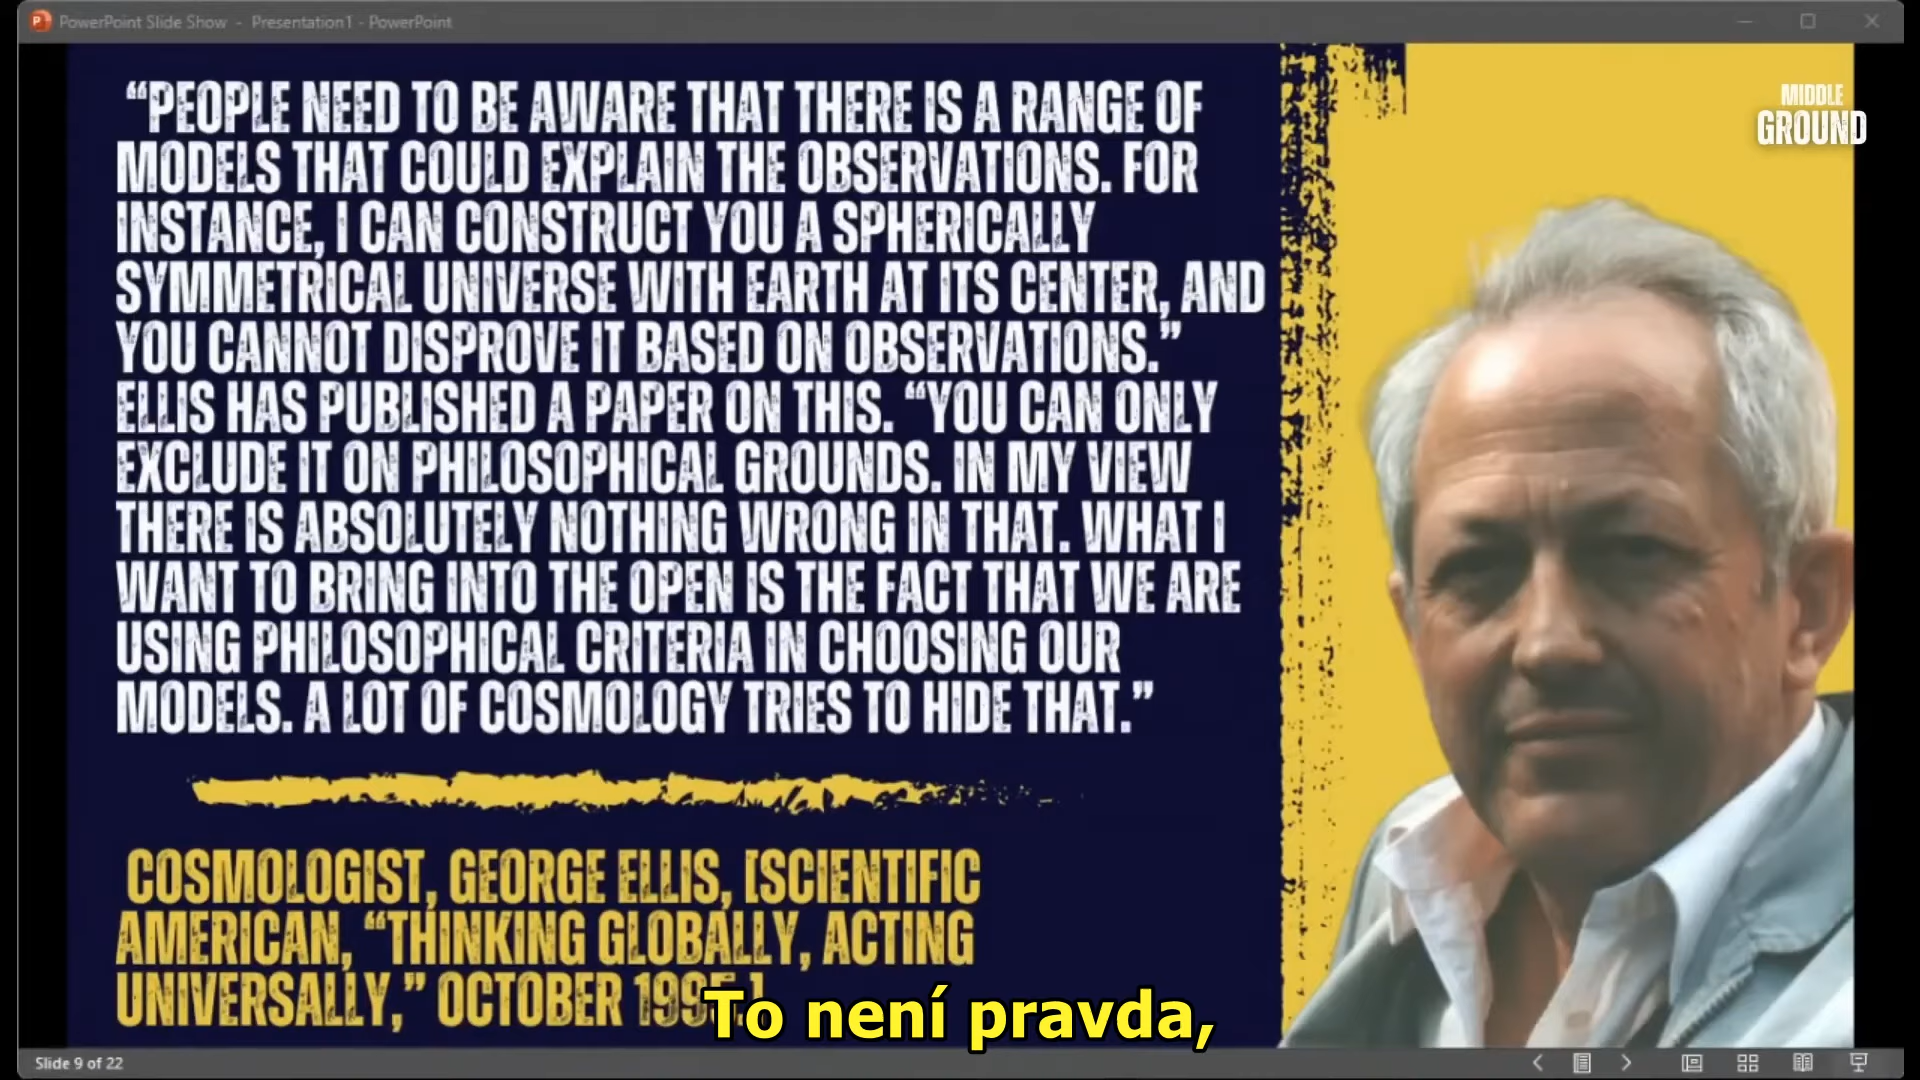 PowerPoint Slide Show - Presentation1 - PowerPoint
MIDDLE
GROUND
“PEOPLE NEED TO BE AWARE THAT THERE IS A RANGE OF
MODELS THAT COULD EXPLAIN THE OBSERVATIONS. FOR
INSTANCE, I CAN CONSTRUCT YOU A SPHERICALLY
SYMMETRICAL UNIVERSE WITH EARTH AT ITS CENTER, AND
YOU CANNOT DISPROVE IT BASED ON OBSERVATIONS.”
ELLIS HAS PUBLISHED A PAPER ON THIS. “YOU CAN ONLY
EXCLUDE IT ON PHILOSOPHICAL GROUNDS. IN MY VIEW
THERE IS ABSOLUTELY NOTHING WRONG IN THAT. WHAT I
WANT TO BRING INTO THE OPEN IS THE FACT THAT WE ARE
USING PHILOSOPHICAL CRITERIA IN CHOOSING OUR
MODELS. A LOT OF COSMOLOGY TRIES TO HIDE THAT.”
COSMOLOGIST, GEORGE ELLIS, [SCIENTIFIC
AMERICAN, “THINKING GLOBALLY, ACTING
UNIVERSALLY,” OCTOBER 1995.]
To není pravda,
Slide 9 of 22